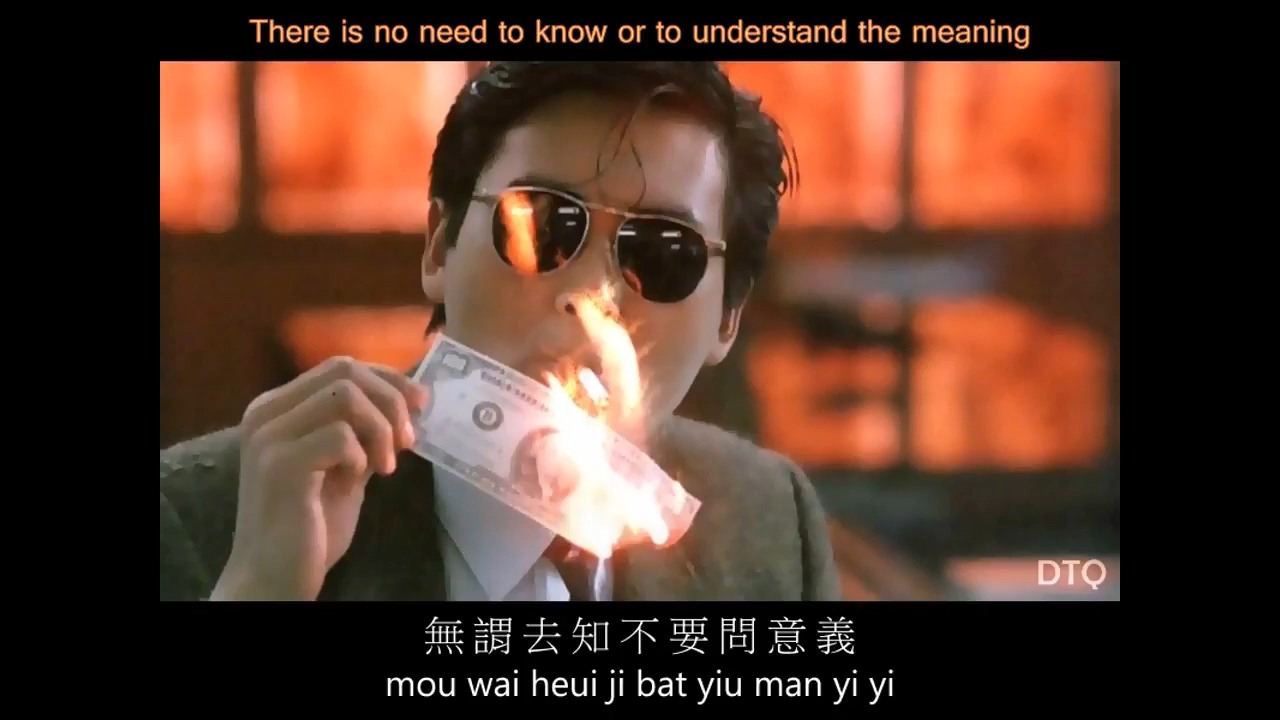 There is no need to know or to understand the meaning
DTQ
無謂去知不要問意義
mou wai heui ji bat yiu man yi yi